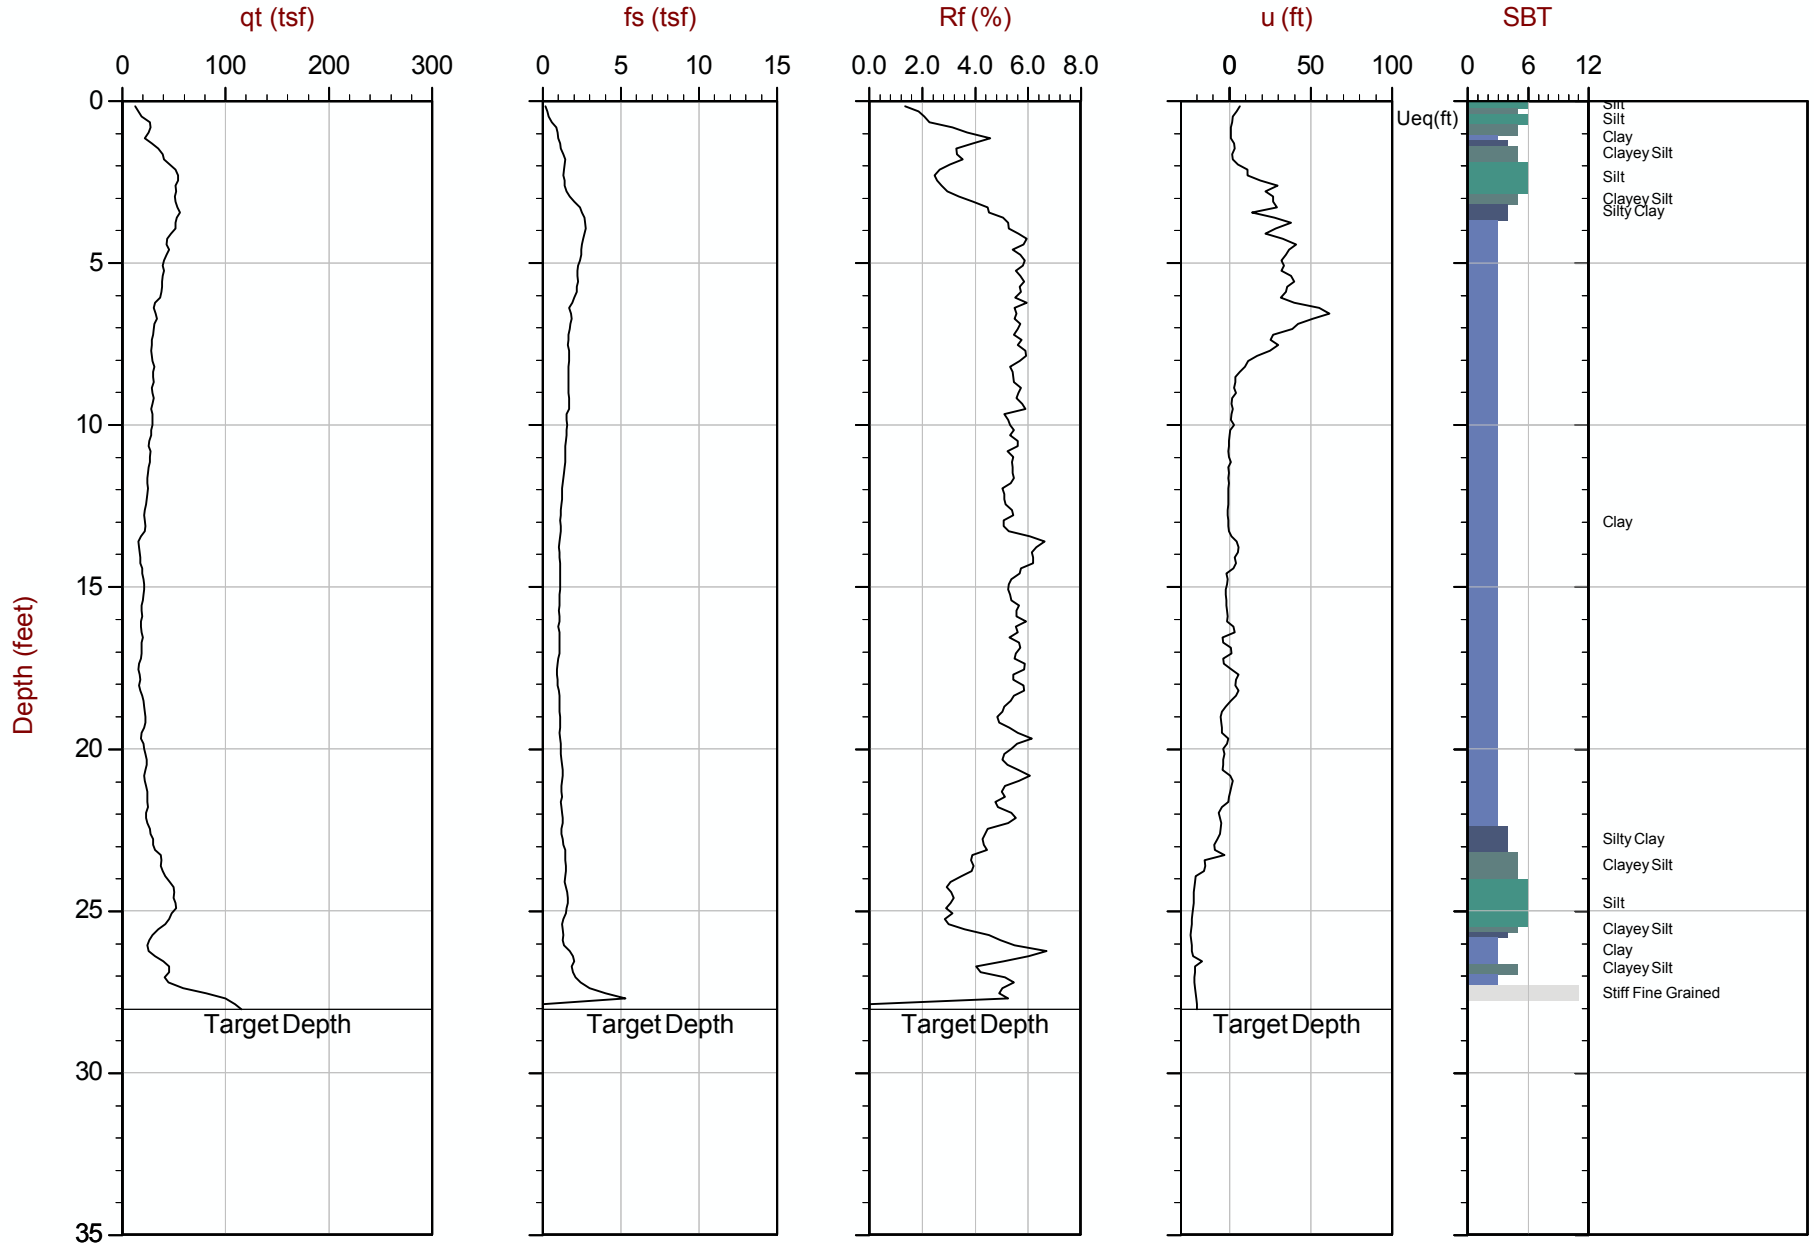 qt (tsf) fs (tsf) Rf (%) u (ft) SBT
0 100 200 300 0 5 10 15 0.0 2.0 4.0 6.0 8.0 0 50 100 0 6 12
0
Silt
Ueq(ft)
Silt
Clay
Clayey Silt
Silt
Clayey Silt
Silty Clay
5
10
Clay
15
Depth (feet)
20
Silty Clay
Clayey Silt
Silt
25
Clayey Silt
Clay
Clayey Silt
Stiff Fine Grained
Target Depth Target Depth Target Depth Target Depth
30
35